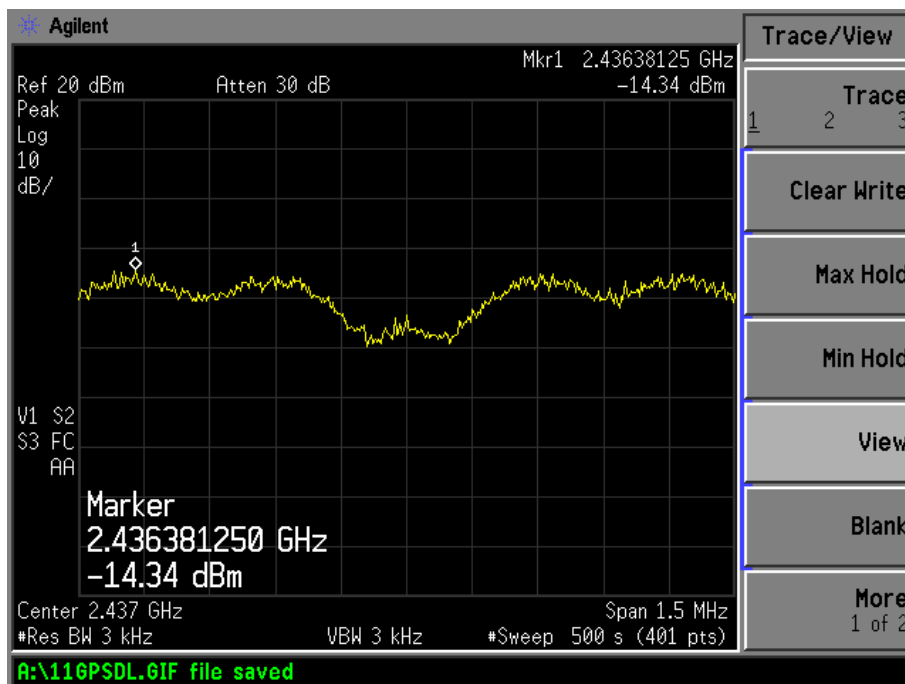 Agilent
Trace/View
Mkr1 2.43638125 GHz
Ref 20 dBm Atten 30 dB -14.34 dBm
Peak
Log
10
dB/
1
V1 S2
S3 FC
AA
Marker
2.436381250 GHz
-14.34 dBm
Center 2.437 GHz Span 1.5 MHz
#Res BW 3 kHz VBW 3 kHz #Sweep 500 s (401 pts)
A:\11GPSDL.GIF file saved
Trace
1 2 3
Clear Write
Max Hold
Min Hold
View
Blank
More
1 of 2